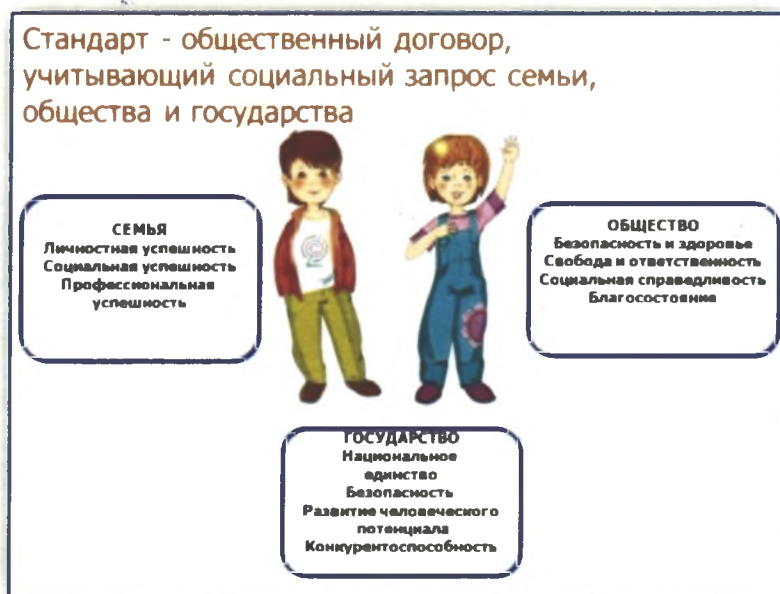 Стандарт - общественный договор,
учитывающий социальный запрос семьи,
общества и государства
СЕМЬЯ
Личностная успешность
Социальная успешность
Профессиональная
успешность
ОБЩЕСТВО
Безопасность и здоровье
Свобода и ответственность
Социальная справедливость
Благосостояние
ГОСУДАРСТВО
Национальное
единство
Безопасность
Развитие человеческого
потенциала
Конкурентоспособность